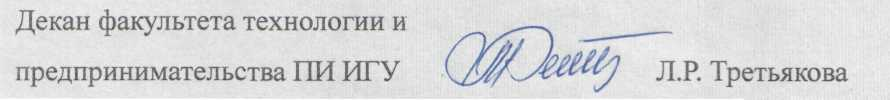 Декан факультета технологии и
предпринимательства ПИ ИГУ Л.Р. Третьякова